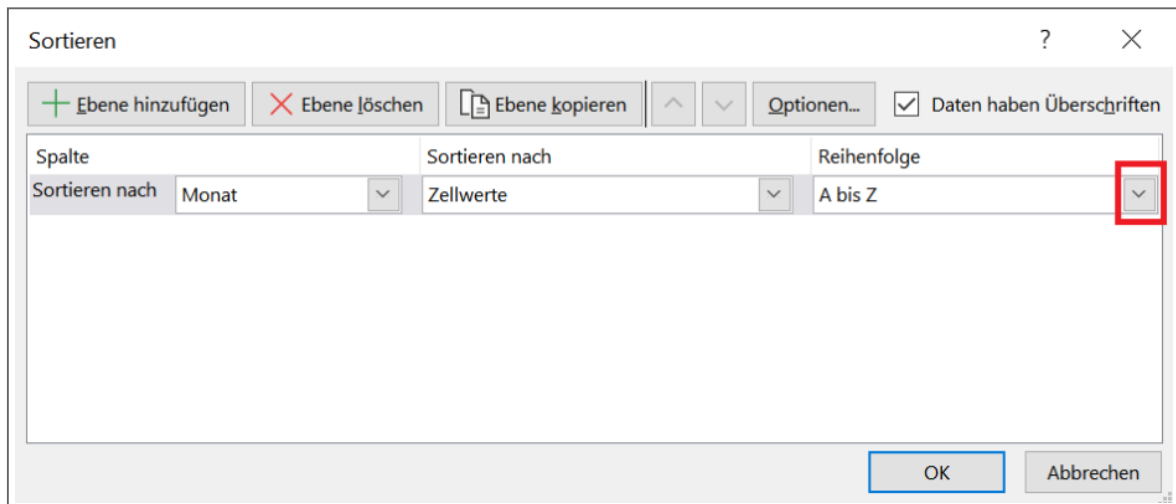 Sortieren ?
Ebene hinzufügen Ebene löschen Ebene kopieren Optionen... Daten haben Überschriften
Spalte Sortieren nach Reihenfolge
Sortieren nach Monat Zellwerte A bis Z
OK Abbrechen